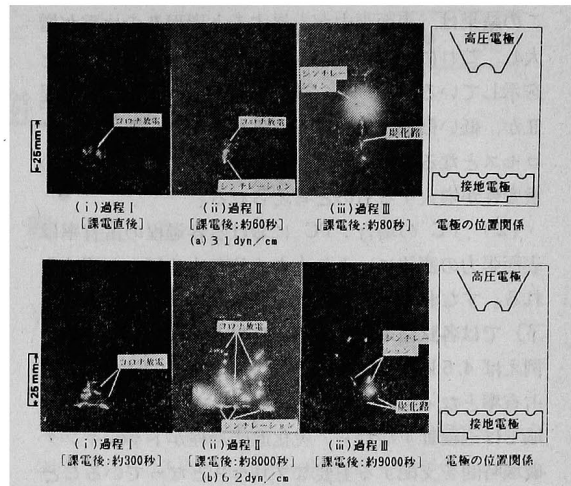 25mm
コロナ放電
コロナ放電
シンチレーション
シンチレー
ション
炭化路
高圧電極
接地電極
(i)過程Ⅰ
[課電直後]
(ii)過程Ⅱ
[課電後:約60秒]
(iii)過程Ⅲ
[課電後:約80秒]
電極の位置関係
(a)31dyn/cm
25mm
コロナ放電
コロナ放電
シンチレーション
シンチレー
ション
炭化路
高圧電極
接地電極
(i)過程Ⅰ
[課電後:約300秒]
(ii)過程Ⅱ
[課電後:約8000秒]
(iii)過程Ⅲ
[課電後:約9000秒]
電極の位置関係
(b)62dyn/cm